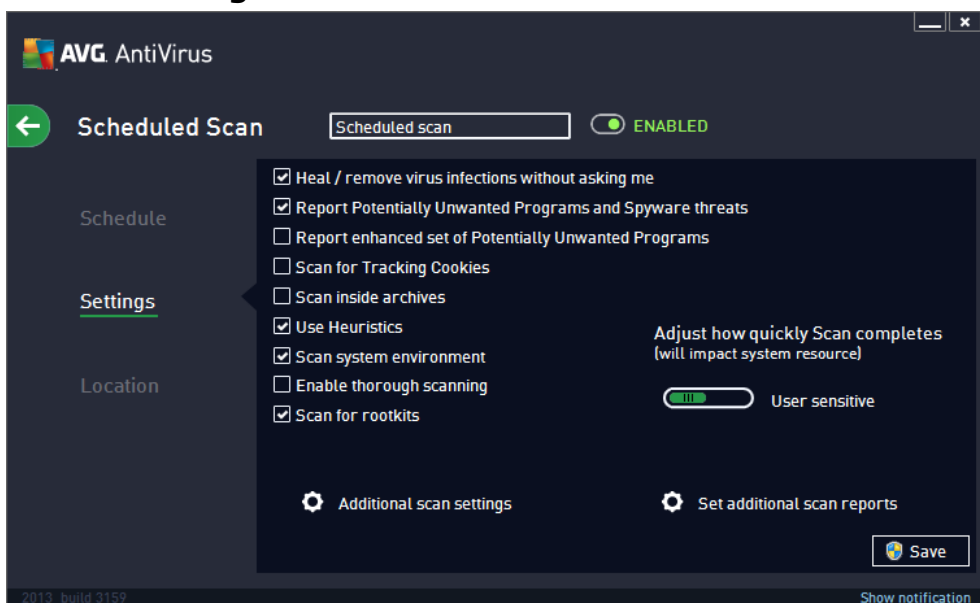 AVG. AntiVirus
Scheduled Scan
Scheduled scan
ENABLED
Schedule
Settings
Location
Heal / remove virus infections without asking me
Report Potentially Unwanted Programs and Spyware threats
Report enhanced set of Potentially Unwanted Programs
Scan for Tracking Cookies
Scan inside archives
Use Heuristics
Scan system environment
Enable thorough scanning
Scan for rootkits
Adjust how quickly Scan completes
(will impact system resource)
User sensitive
Additional scan settings
Set additional scan reports
Save
2013 build 3159
Show notification